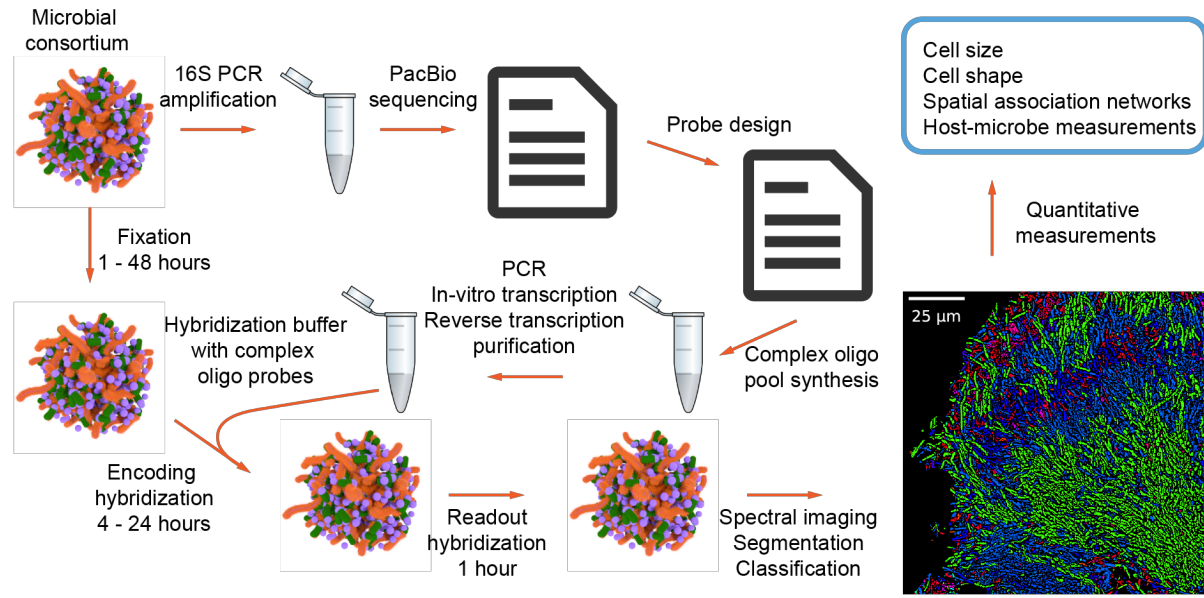 Microbial
consortium
16S PCR
amplification
PacBio
sequencing
Probe design
Cell size
Cell shape
Spatial association networks
Host-microbe measurements
Fixation
1 - 48 hours
Quantitative
measurements
PCR
In-vitro transcription
Reverse transcription
purification
Hybridization buffer
with complex
oligo probes
Complex oligo
pool synthesis
25 µm
Encoding
hybridization
4 - 24 hours
Readout
hybridization
1 hour
Spectral imaging
Segmentation
Classification